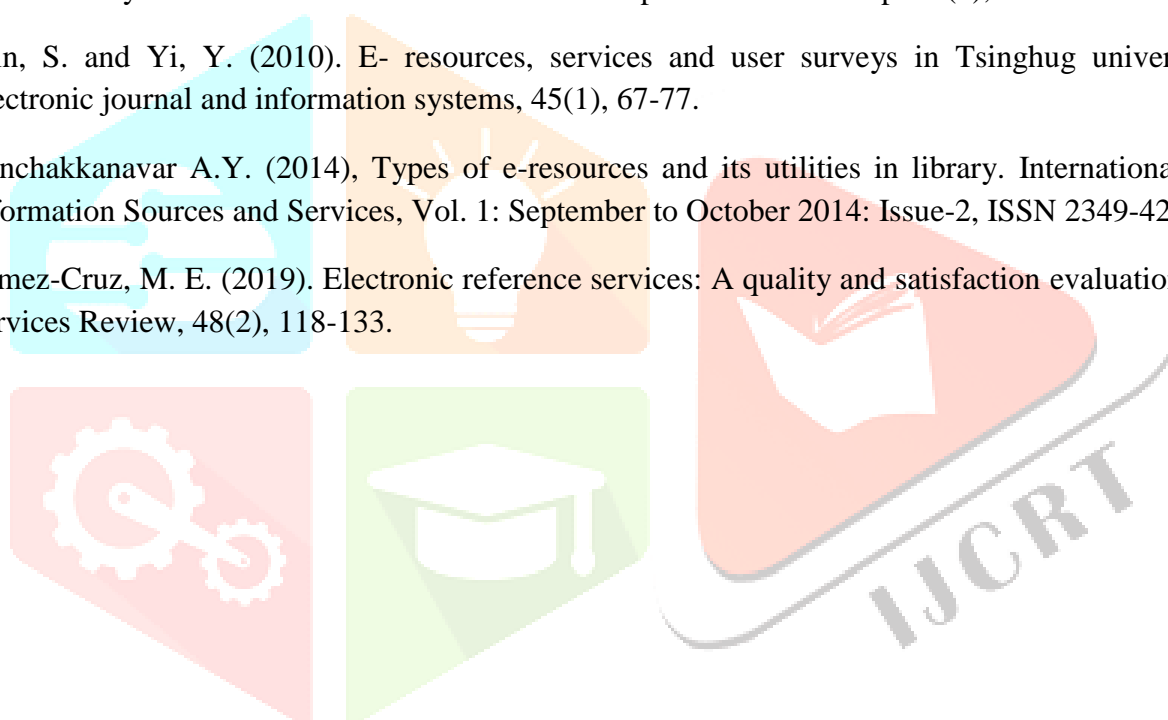 in, S. and Yi, Y. (2010). E- resources, services and user surveys in Tsinghug univer
ectronic journal and information systems, 45(1), 67-77.
nchakkanavar A.Y. (2014), Types of e-resources and its utilities in library. Internationa
formation Sources and Services, Vol. 1: September to October 2014: Issue-2, ISSN 2349-42
mez-Cruz, M. E. (2019). Electronic reference services: A quality and satisfaction evaluation
rvices Review, 48(2), 118-133.
IJCRT